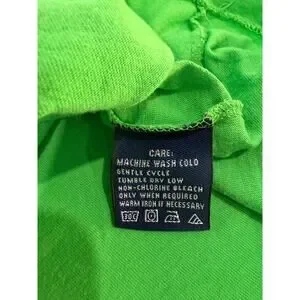 CARE:
MACHINE WASH COLD
GENTLE CYCLE
TUMBLE DRY LOW
NON-CHLORINE BLEACH
ONLY WHEN REQUIRED
WARM IRON IF NECESSARY